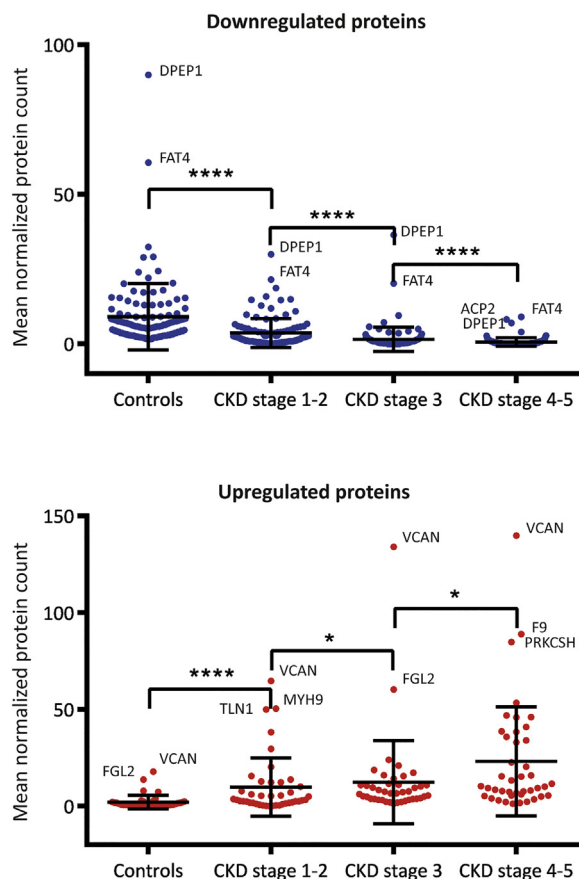 Downregulated proteins
Mean normalized protein count
100
50
0
DPEP1
FAT4
****
DPEP1
FAT4
****
DPEP1
FAT4
****
ACP2
FAT4
DPEP1
Controls CKD stage 1-2 CKD stage 3 CKD stage 4-5
Upregulated proteins
Mean normalized protein count
150
100
50
0
FGL2
VCAN
****
VCAN
TLN1
MYH9
*
VCAN
FGL2
*
VCAN
F9
PRKCSH
Controls CKD stage 1-2 CKD stage 3 CKD stage 4-5